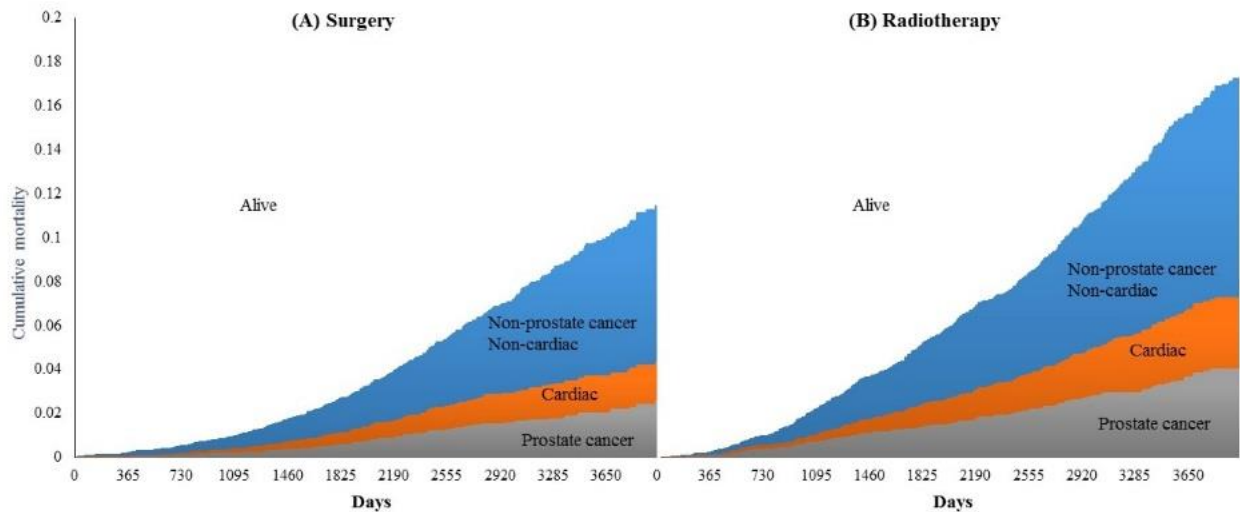 (A) Surgery
(B) Radiotherapy
Cumulative mortality
0.2
0.18
0.16
0.14
0.12
0.1
0.08
0.06
0.04
0.02
0
Alive
Non-prostate cancer
Non-cardiac
Cardiac
Prostate cancer
0 365 730 1095 1460 1825 2190 2555 2920 3285 3650
Days
Alive
Non-prostate cancer
Non-cardiac
Cardiac
Prostate cancer
0 365 730 1095 1460 1825 2190 2555 2920 3285 3650
Days